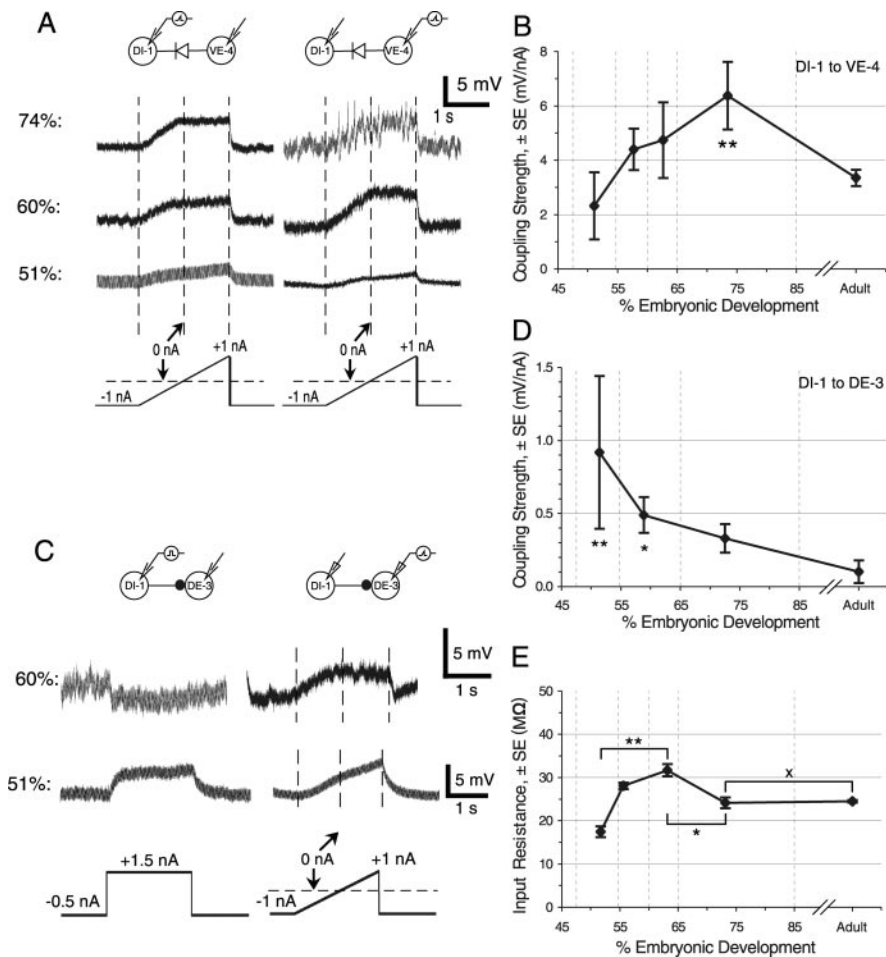 A
DI-1
VE-4
DI-1
VE-4
5 mV
1 s
74%:
60%:
51%:
0 nA
+1 nA
-1 nA
0 nA
+1 nA
-1 nA
B
Coupling Strength, ± SE (mV/nA)
8
6
4
2
0
DI-1 to VE-4
**
45 55 65 75 85 Adult
% Embryonic Development
C
DI-1
DE-3
DI-1
DE-3
60%:
5 mV
1 s
51%:
5 mV
1 s
+1.5 nA
-0.5 nA
0 nA
+1 nA
-1 nA
D
Coupling Strength, ± SE (mV/nA)
1.5
1.0
0.5
0.0
DI-1 to DE-3
**
*
45 55 65 75 85 Adult
% Embryonic Development
E
Input Resistance, ± SE (MΩ)
50
40
30
20
10
0
**
*
x
45 55 65 75 85 Adult
% Embryonic Development